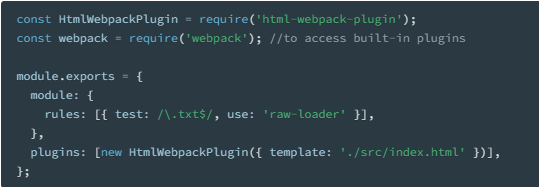 const HtmlWebpackPlugin = require('html-webpack-plugin');
const webpack = require('webpack'); //to access built-in plugins

module.exports = {
  module: {
    rules: [{ test: /\.txt$/, use: 'raw-loader' }],
  },
  plugins: [new HtmlWebpackPlugin({ template: './src/index.html' })],
};